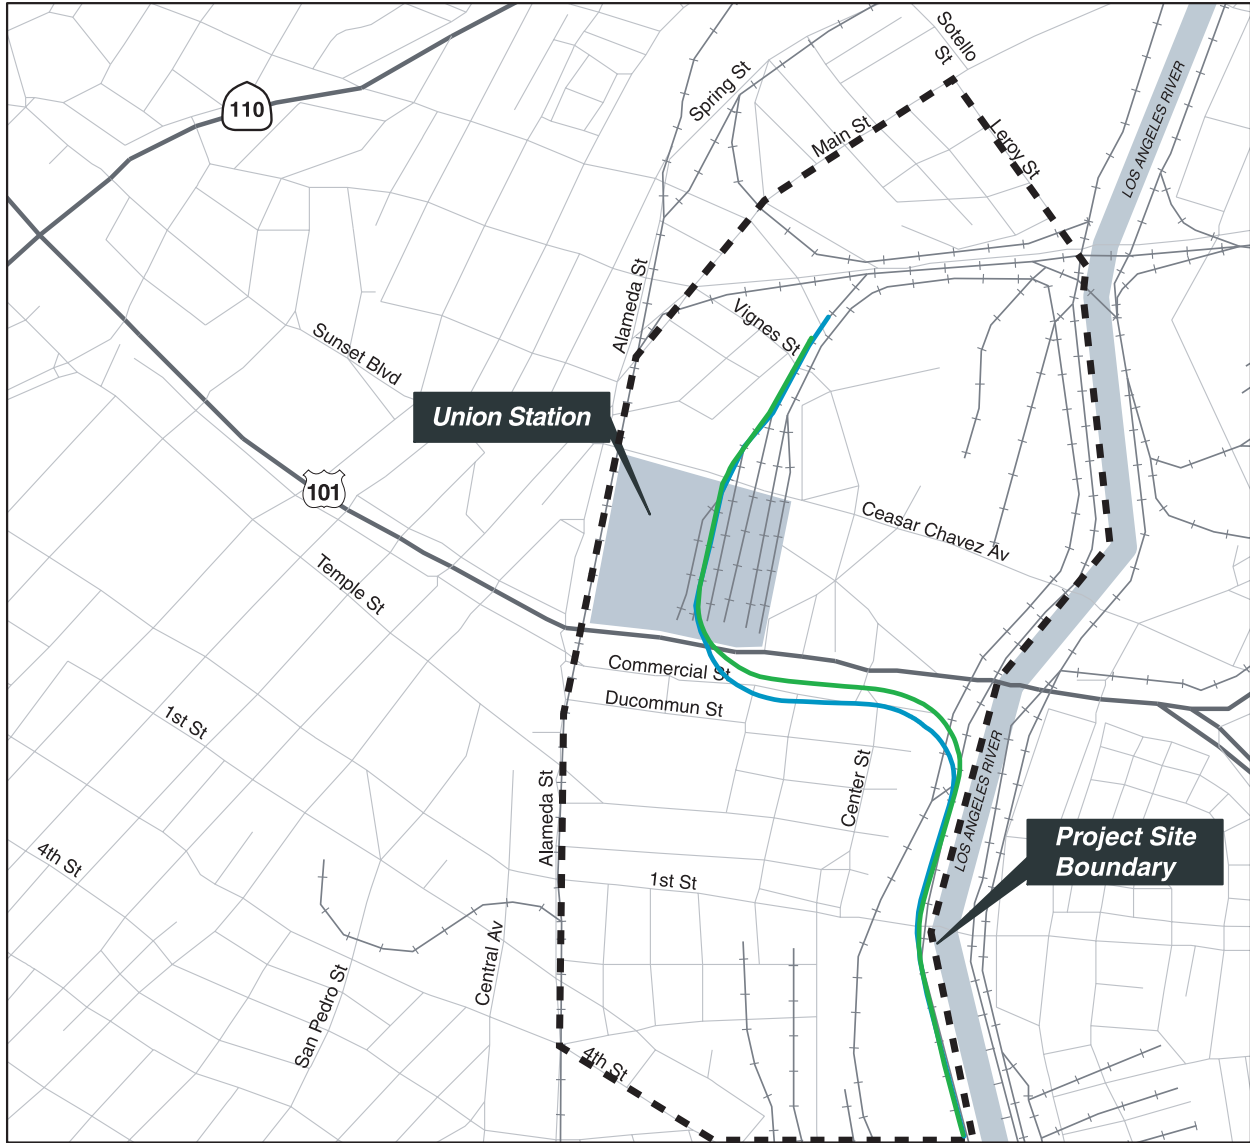 Sotello
St
110
Spring St
LOS ANGELES RIVER
Main St
Leroy St
Alameda St
Vignes St
Sunset Blvd
Union Station
101
Ceasar Chavez Av
Temple St
Commercial St
Ducommun St
1st St
Center St
Alameda St
LOS ANGELES RIVER
Project Site
Boundary
4th St
1st St
Central Av
San Pedro St
4th St